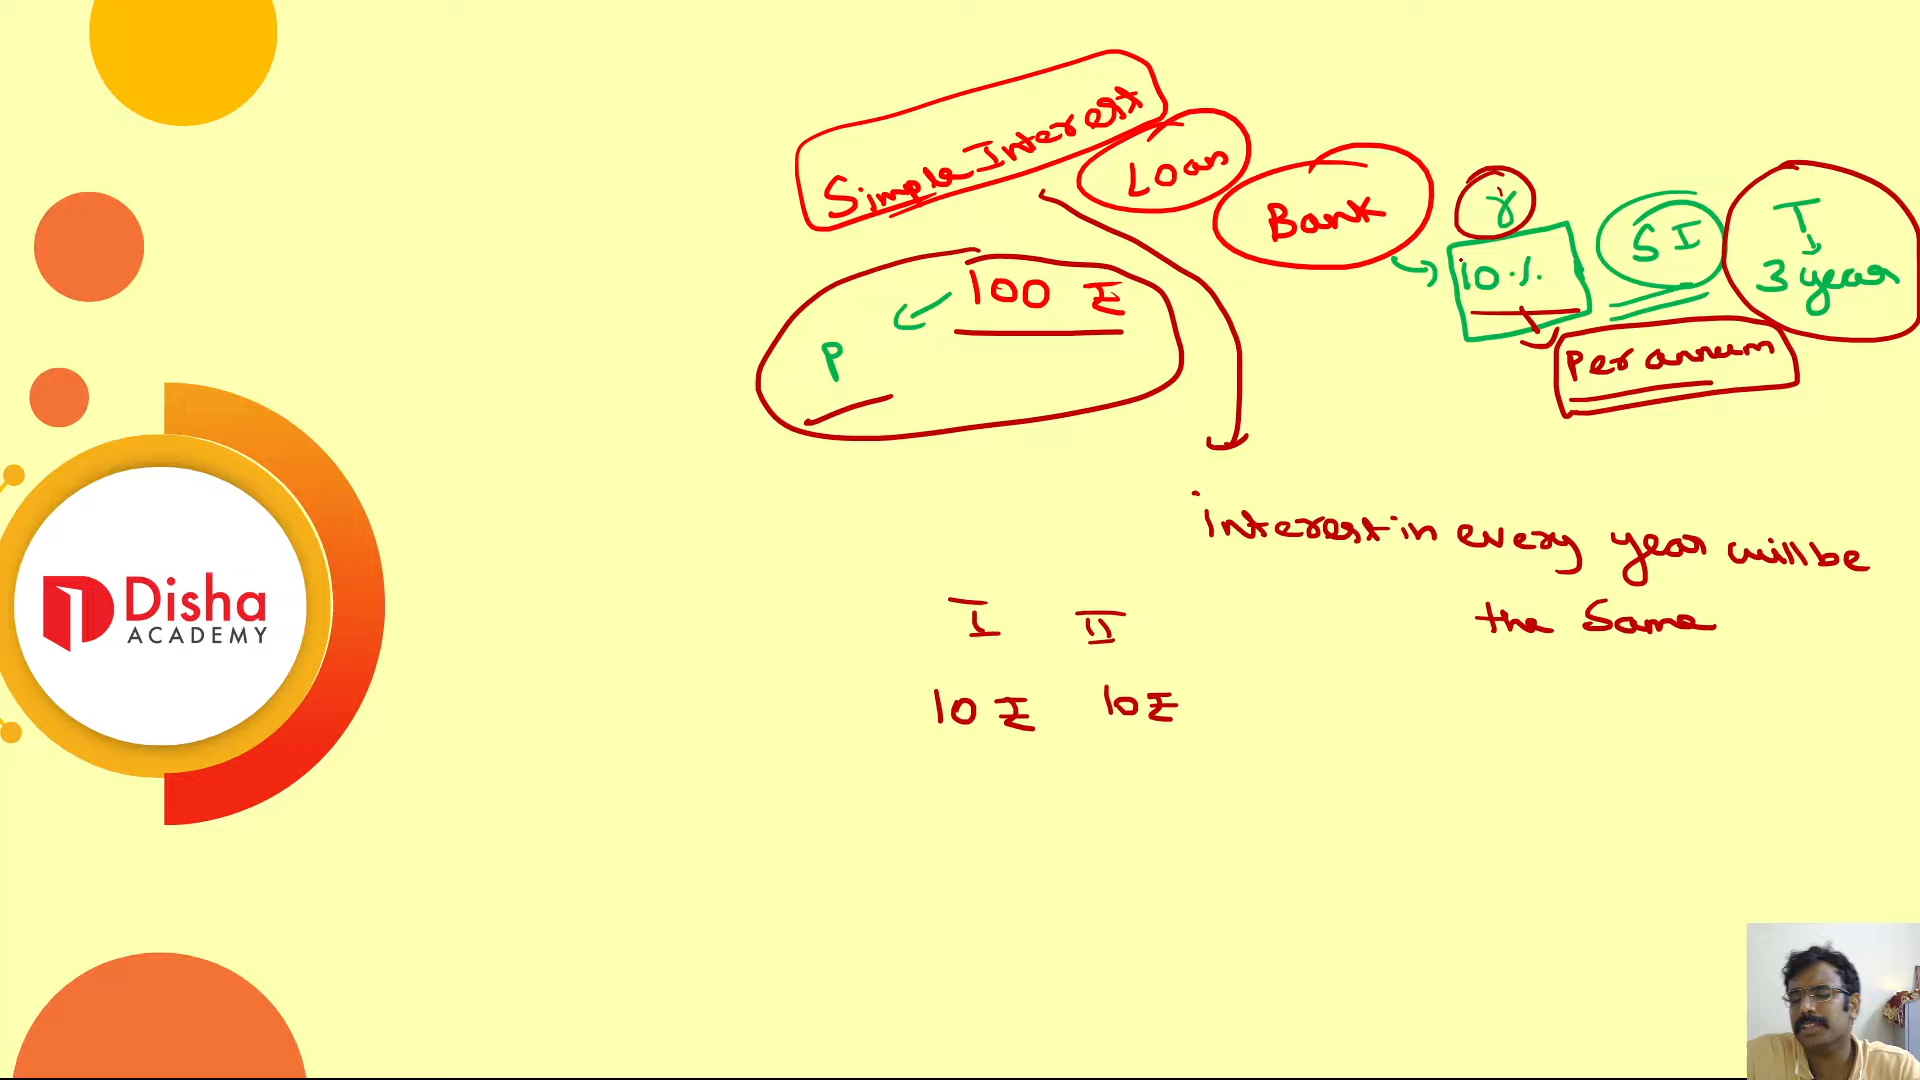 Simple Interest
Loan
Bank
r
10%
SI
T
3 year
Per annum
100 ₹
P
interest in every year will be
the Same
I II
10 ₹ 10 ₹
Disha
ACADEMY